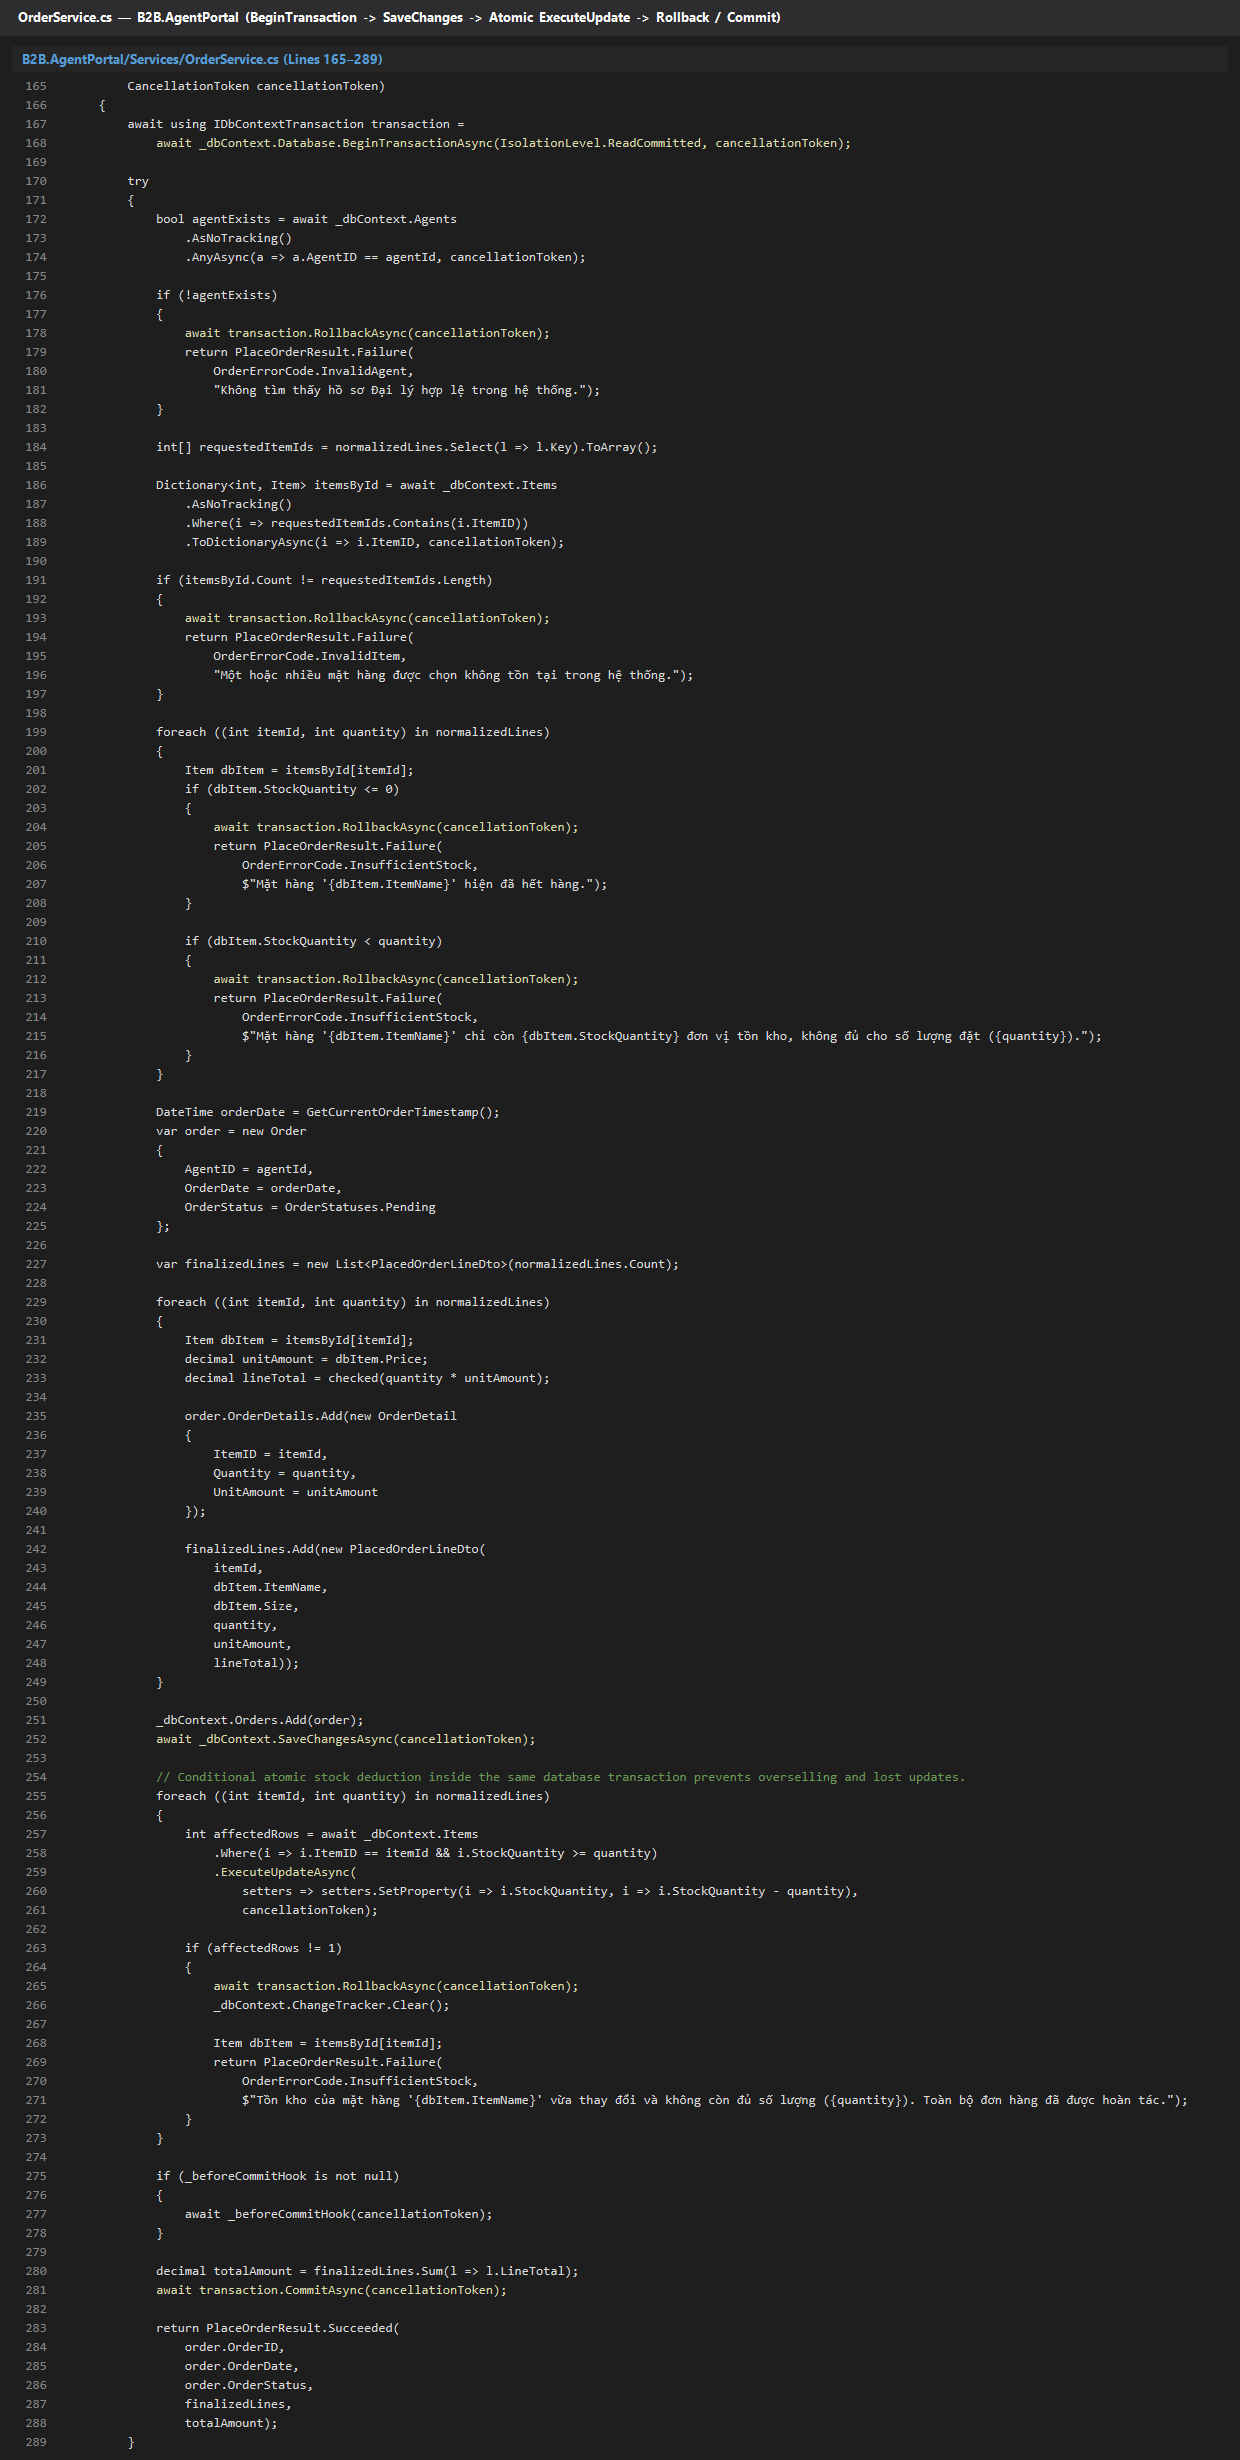 OrderService.cs — B2B.AgentPortal (BeginTransaction -> SaveChanges -> Atomic ExecuteUpdate -> Rollback / Commit)
B2B.AgentPortal/Services/OrderService.cs (Lines 165–289)
165 CancellationToken cancellationToken)
166 {
167 await using IDbContextTransaction transaction =
168 await _dbContext.Database.BeginTransactionAsync(IsolationLevel.ReadCommitted, cancellationToken);
169
170 try
171 {
172 bool agentExists = await _dbContext.Agents
173 .AsNoTracking()
174 .AnyAsync(a => a.AgentID == agentId, cancellationToken);
175
176 if (!agentExists)
177 {
178 await transaction.RollbackAsync(cancellationToken);
179 return PlaceOrderResult.Failure(
180 OrderErrorCode.InvalidAgent,
181 "Không tìm thấy hồ sơ Đại lý hợp lệ trong hệ thống.");
182 }
183
184 int[] requestedItemIds = normalizedLines.Select(l => l.Key).ToArray();
185
186 Dictionary<int, Item> itemsById = await _dbContext.Items
187 .AsNoTracking()
188 .Where(i => requestedItemIds.Contains(i.ItemID))
189 .ToDictionaryAsync(i => i.ItemID, cancellationToken);
190
191 if (itemsById.Count != requestedItemIds.Length)
192 {
193 await transaction.RollbackAsync(cancellationToken);
194 return PlaceOrderResult.Failure(
195 OrderErrorCode.InvalidItem,
196 "Một hoặc nhiều mặt hàng được chọn không tồn tại trong hệ thống.");
197 }
198
199 foreach ((int itemId, int quantity) in normalizedLines)
200 {
201 Item dbItem = itemsById[itemId];
202 if (dbItem.StockQuantity <= 0)
203 {
204 await transaction.RollbackAsync(cancellationToken);
205 return PlaceOrderResult.Failure(
206 OrderErrorCode.InsufficientStock,
207 $"Mặt hàng '{dbItem.ItemName}' hiện đã hết hàng.");
208 }
209
210 if (dbItem.StockQuantity < quantity)
211 {
212 await transaction.RollbackAsync(cancellationToken);
213 return PlaceOrderResult.Failure(
214 OrderErrorCode.InsufficientStock,
215 $"Mặt hàng '{dbItem.ItemName}' chỉ còn {dbItem.StockQuantity} đơn vị tồn kho, không đủ cho số lượng đặt ({quantity}).");
216 }
217 }
218
219 DateTime orderDate = GetCurrentOrderTimestamp();
220 var order = new Order
221 {
222 AgentID = agentId,
223 OrderDate = orderDate,
224 OrderStatus = OrderStatuses.Pending
225 };
226
227 var finalizedLines = new List<PlacedOrderLineDto>(normalizedLines.Count);
228
229 foreach ((int itemId, int quantity) in normalizedLines)
230 {
231 Item dbItem = itemsById[itemId];
232 decimal unitAmount = dbItem.Price;
233 decimal lineTotal = checked(quantity * unitAmount);
234
235 order.OrderDetails.Add(new OrderDetail
236 {
237 ItemID = itemId,
238 Quantity = quantity,
239 UnitAmount = unitAmount
240 });
241
242 finalizedLines.Add(new PlacedOrderLineDto(
243 itemId,
244 dbItem.ItemName,
245 dbItem.Size,
246 quantity,
247 unitAmount,
248 lineTotal));
249 }
250
251 _dbContext.Orders.Add(order);
252 await _dbContext.SaveChangesAsync(cancellationToken);
253
254 // Conditional atomic stock deduction inside the same database transaction prevents overselling and lost updates.
255 foreach ((int itemId, int quantity) in normalizedLines)
256 {
257 int affectedRows = await _dbContext.Items
258 .Where(i => i.ItemID == itemId && i.StockQuantity >= quantity)
259 .ExecuteUpdateAsync(
260 setters => setters.SetProperty(i => i.StockQuantity, i => i.StockQuantity - quantity),
261 cancellationToken);
262
263 if (affectedRows != 1)
264 {
265 await transaction.RollbackAsync(cancellationToken);
266 _dbContext.ChangeTracker.Clear();
267
268 Item dbItem = itemsById[itemId];
269 return PlaceOrderResult.Failure(
270 OrderErrorCode.InsufficientStock,
271 $"Tồn kho của mặt hàng '{dbItem.ItemName}' vừa thay đổi và không còn đủ số lượng ({quantity}). Toàn bộ đơn hàng đã được hoàn tác.");
272 }
273 }
274
275 if (_beforeCommitHook is not null)
276 {
277 await _beforeCommitHook(cancellationToken);
278 }
279
280 decimal totalAmount = finalizedLines.Sum(l => l.LineTotal);
281 await transaction.CommitAsync(cancellationToken);
282
283 return PlaceOrderResult.Succeeded(
284 order.OrderID,
285 order.OrderDate,
286 order.OrderStatus,
287 finalizedLines,
288 totalAmount);
289 }